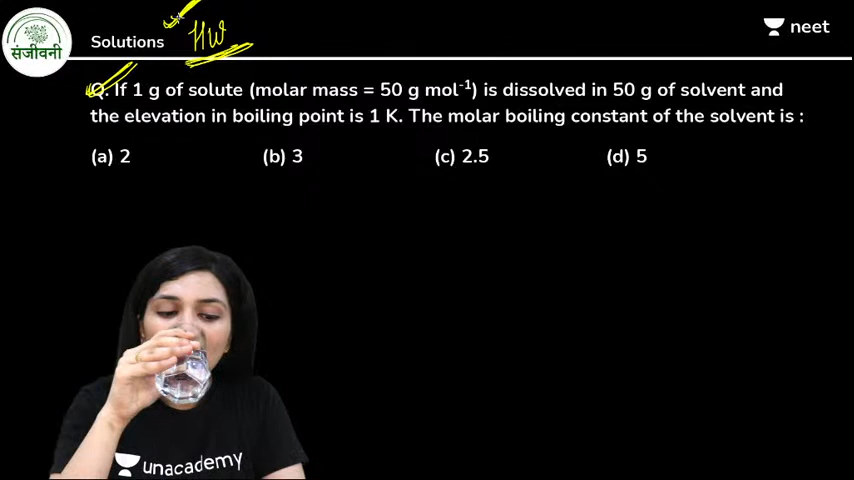 संजीवनी
Solutions
HW
neet
Q. If 1 g of solute (molar mass = 50 g mol⁻¹) is dissolved in 50 g of solvent and
the elevation in boiling point is 1 K. The molar boiling constant of the solvent is :
(a) 2 (b) 3 (c) 2.5 (d) 5
unacademy